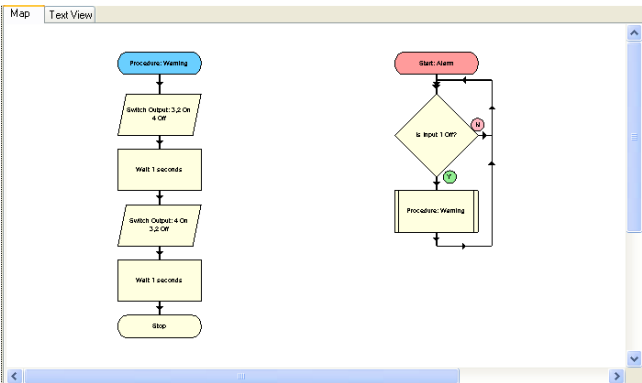 Map
Text View
Procedure: Warning
Switch Output: 3,2 On
4 Off
Wait 1 seconds
Switch Output: 4 On
3,2 Off
Wait 1 seconds
Stop
Start: Alarm
Is Input 1 Off?
N
Y
Procedure: Warning